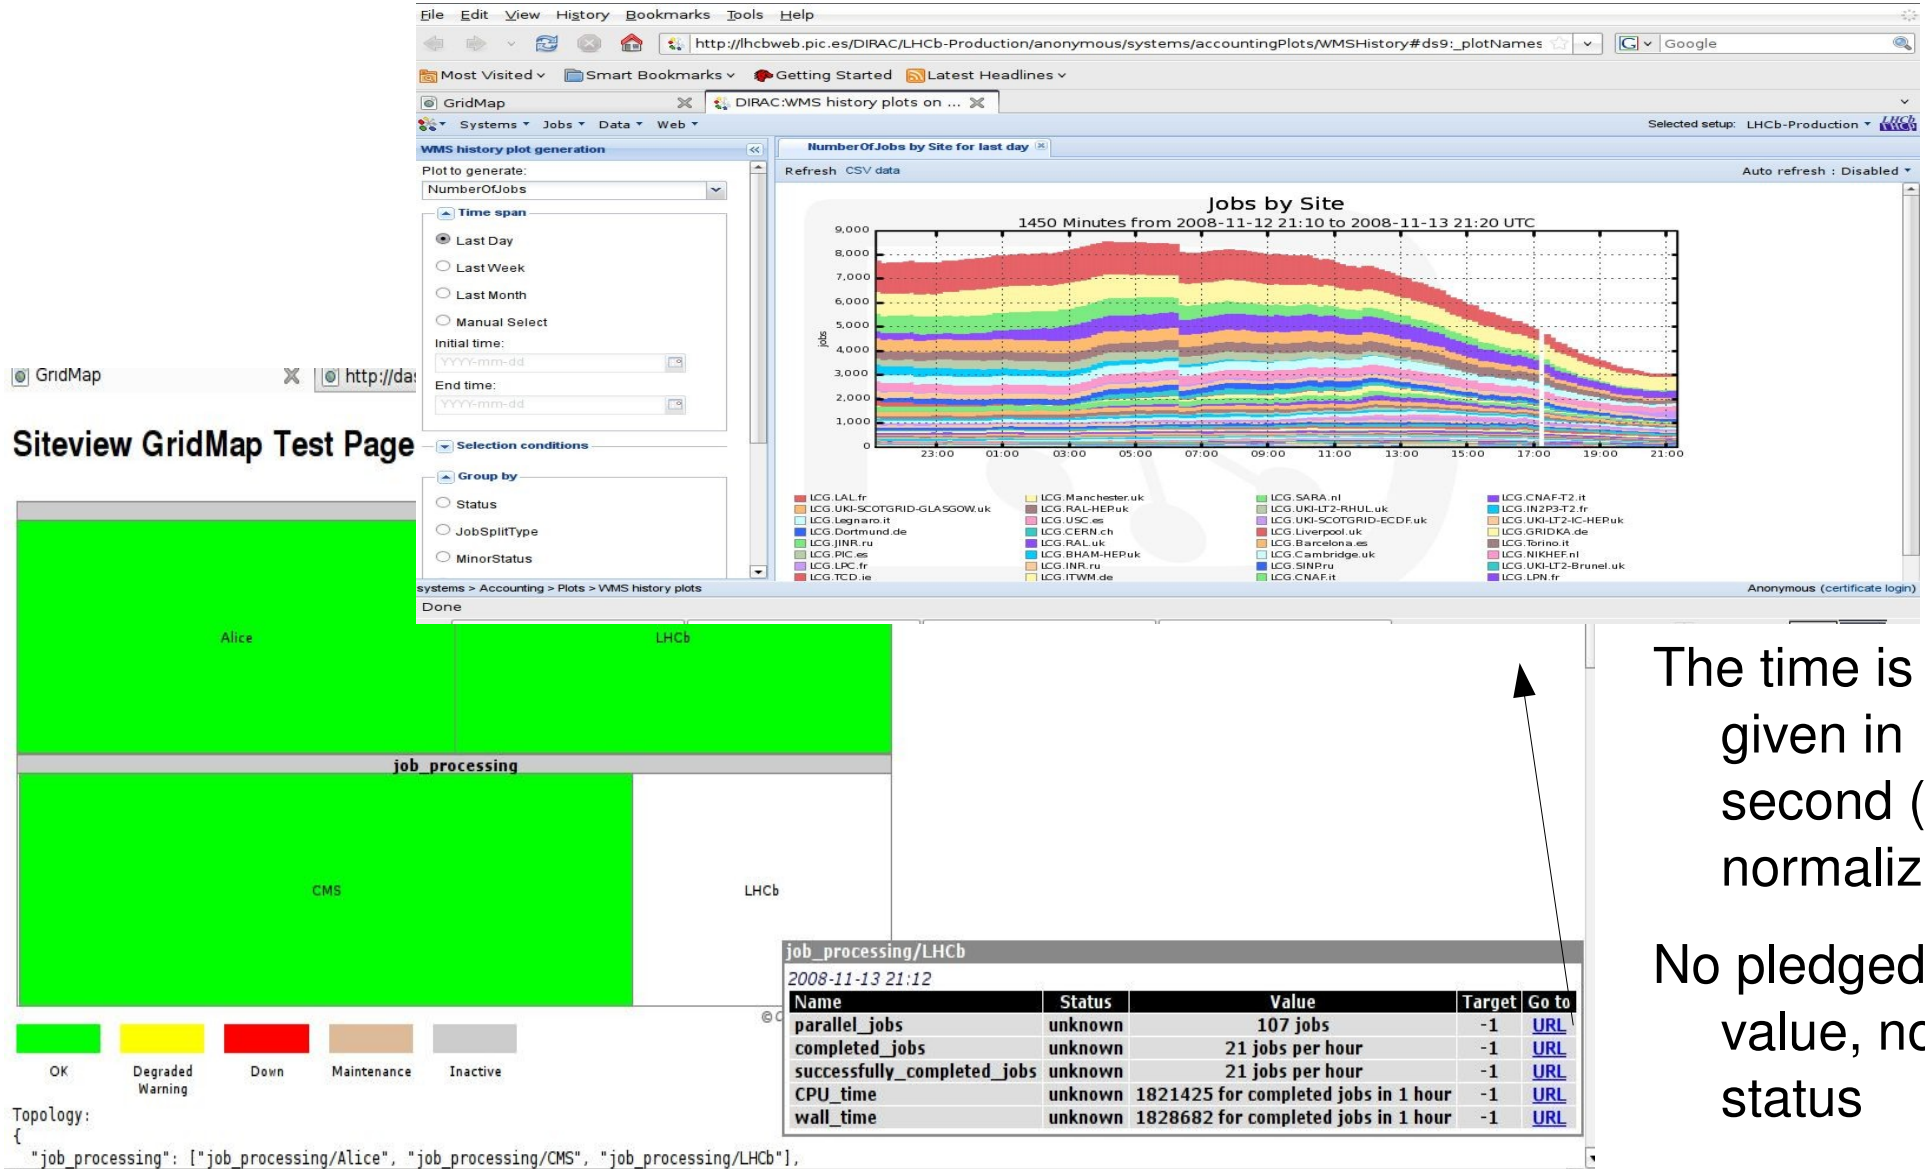 File Edit View History Bookmarks Tools Help
http://lhcbweb.pic.es/DIRAC/LHCb-Production/anonymous/systems/accountingPlots/WMSHistory#ds9:_plotNames
Google
Most Visited Smart Bookmarks Getting Started Latest Headlines
GridMap DIRAC:WMS history plots on ...
Systems Jobs Data Web Selected setup: LHCb-Production
WMS history plot generation
NumberOfJobs by Site for last day
Plot to generate:
NumberOfJobs
Refresh CSV data Auto refresh : Disabled
Time span
Last Day
Last Week
Last Month
Manual Select
Initial time:
YYYY-mm-dd
End time:
YYYY-mm-dd
Selection conditions
Group by
Status
JobSplitType
MinorStatus
Jobs by Site
1450 Minutes from 2008-11-12 21:10 to 2008-11-13 21:20 UTC
9,000
8,000
7,000
6,000
5,000
4,000
3,000
2,000
1,000
0
jobs
23:00 01:00 03:00 05:00 07:00 09:00 11:00 13:00 15:00 17:00 19:00 21:00
LCG.LAL.fr LCG.Manchester.uk LCG.SARA.nl LCG.CNAF-T2.it
LCG.UKI-SCOTGRID-GLASGOW.uk LCG.RAL-HEP.uk LCG.UKI-LT2-RHUL.uk LCG.IN2P3-T2.fr
LCG.Legnaro.it LCG.USC.es LCG.UKI-SCOTGRID-ECDF.uk LCG.UKI-LT2-IC-HEP.uk
LCG.Dortmund.de LCG.CERN.ch LCG.Liverpool.uk LCG.GRIDKA.de
LCG.JINR.ru LCG.RAL.uk LCG.Barcelona.es LCG.Torino.it
LCG.PIC.es LCG.BHAM-HEP.uk LCG.Cambridge.uk LCG.NIKHEF.nl
LCG.LPC.fr LCG.INR.ru LCG.SINP.ru LCG.UKI-LT2-Brunel.uk
LCG.TCD.ie LCG.ITWM.de LCG.CNAF.it LCG.LPN.fr
systems > Accounting > Plots > WMS history plots Anonymous (certificate login)
Done
GridMap http://das
Siteview GridMap Test Page
Alice LHCb
job_processing
CMS LHCb
job_processing/LHCb
2008-11-13 21:12
Name Status Value Target Go to
parallel_jobs unknown 107 jobs -1 URL
completed_jobs unknown 21 jobs per hour -1 URL
successfully_completed_jobs unknown 21 jobs per hour -1 URL
CPU_time unknown 1821425 for completed jobs in 1 hour -1 URL
wall_time unknown 1828682 for completed jobs in 1 hour -1 URL
OK Degraded Warning Down Maintenance Inactive
Topology:
{
"job_processing": ["job_processing/Alice", "job_processing/CMS", "job_processing/LHCb"],
The time is
given in
second (
normaliz
No pledged
value, no
status